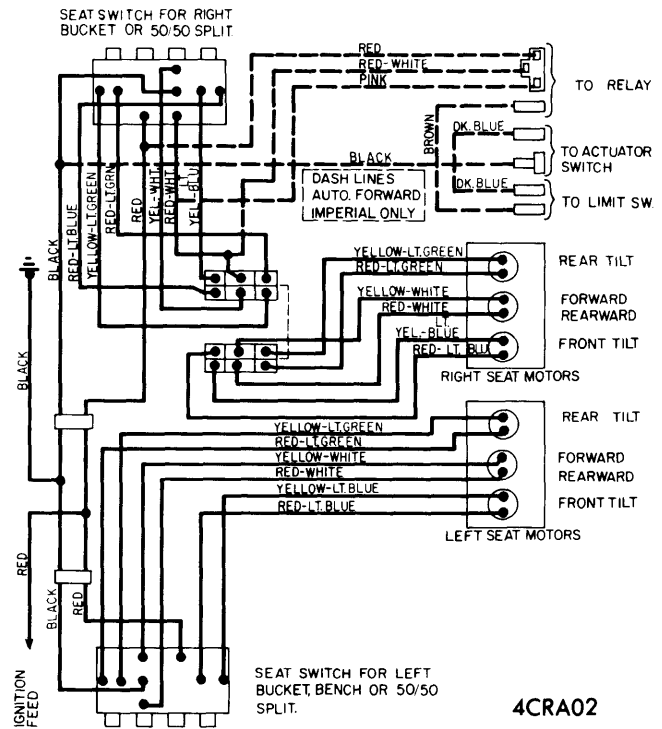 SEAT SWITCH FOR RIGHT
BUCKET OR 50/50 SPLIT
RED
RED-WHITE
PINK
TO RELAY
BROWN
DK. BLUE
BLACK
TO ACTUATOR
SWITCH
DK. BLUE
TO LIMIT SW.
DASH LINES
AUTO. FORWARD
IMPERIAL ONLY
BLACK
RED-LT.BLUE
YELLOW-LT.GREEN
RED-LT.GRN
RED
YEL.-WHT.
RED-WHT.
LT.
YEL-BLU
YELLOW-LT.GREEN
RED-LT.GREEN
YELLOW-WHITE
RED-WHITE
LT.
YEL.-BLUE
RED- LT. BLU
REAR TILT
FORWARD
REARWARD
FRONT TILT
RIGHT SEAT MOTORS
BLACK
YELLOW-LT.GREEN
RED-LT.GREEN
YELLOW-WHITE
RED-WHITE
YELLOW-LT.BLUE
RED-LT.BLUE
REAR TILT
FORWARD
REARWARD
FRONT TILT
LEFT SEAT MOTORS
RED
BLACK
RED
IGNITION
FEED
SEAT SWITCH FOR LEFT
BUCKET, BENCH OR 50/50
SPLIT.
4CRA02